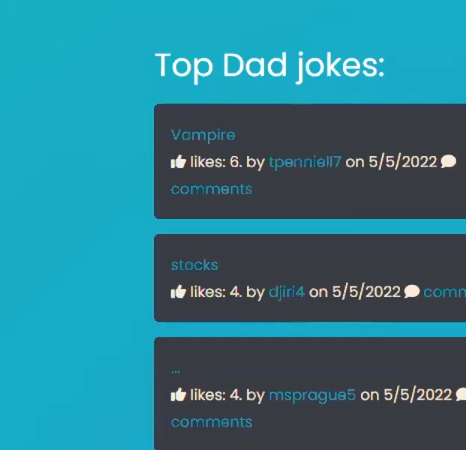 Top Dad jokes:
Vampire
likes: 6. by tpenniell7 on 5/5/2022
comments
stocks
likes: 4. by djiri4 on 5/5/2022 comm
...
likes: 4. by msprague5 on 5/5/2022
comments